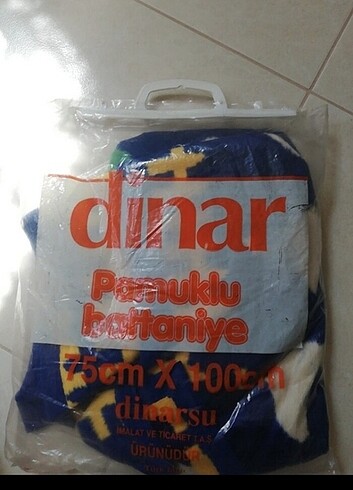 dinar
Pamuklu
battaniye
75cm X 100cm
dinarsu
İMALAT VE TİCARET T.A.Ş.
ÜRÜNÜDÜR